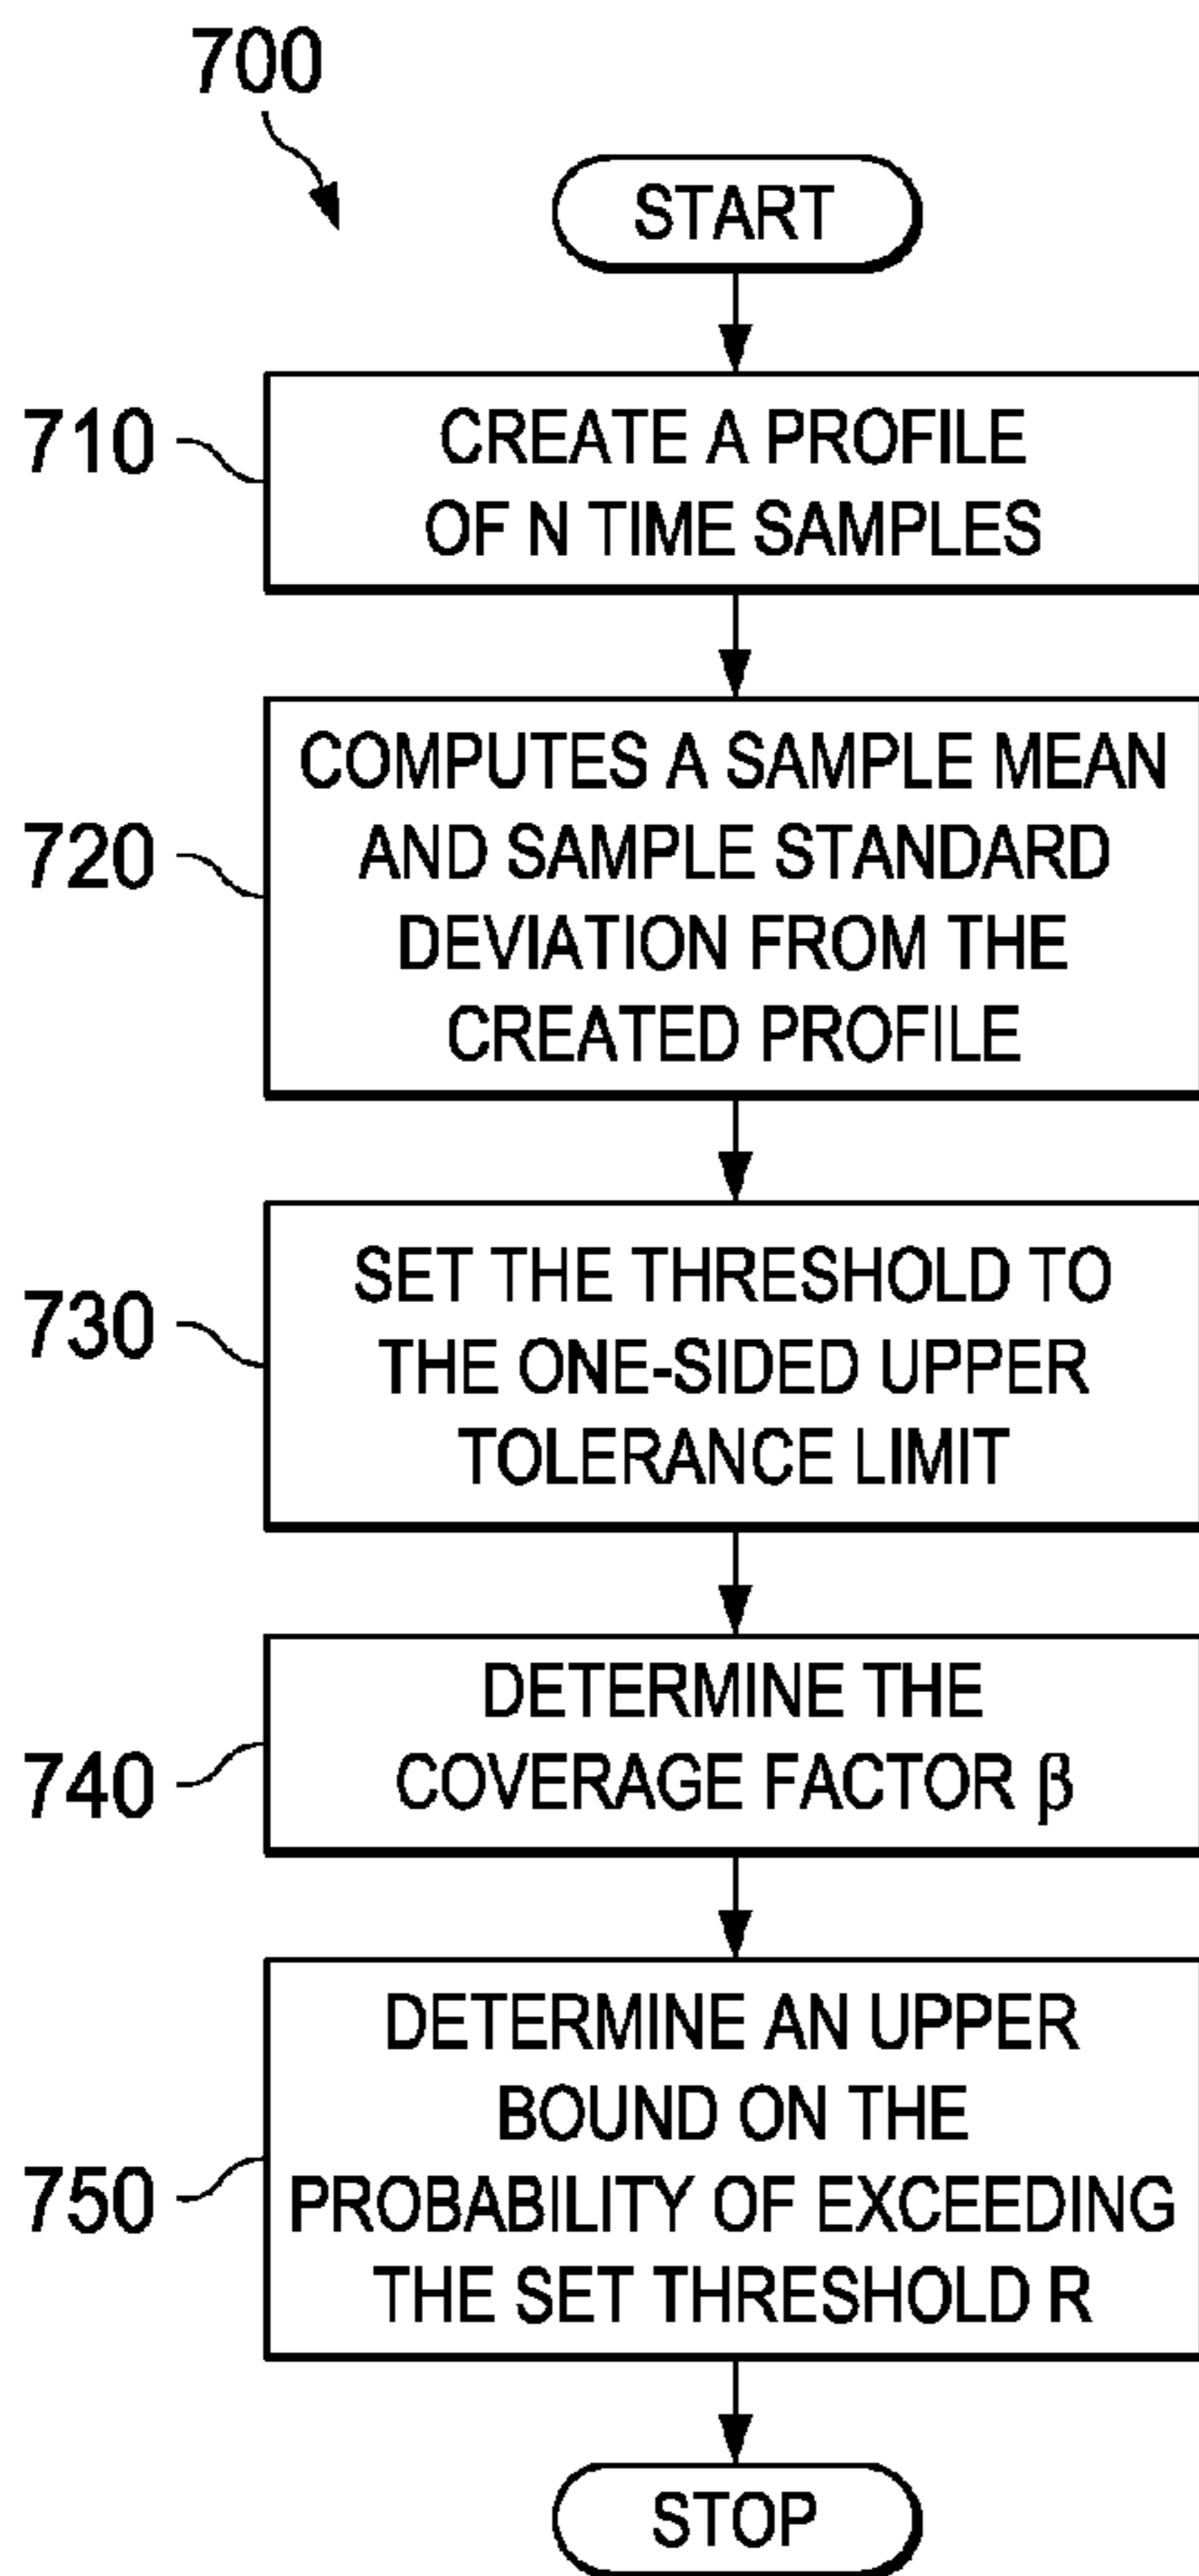 700
START
710
CREATE A PROFILE
OF N TIME SAMPLES
720
COMPUTES A SAMPLE MEAN
AND SAMPLE STANDARD
DEVIATION FROM THE
CREATED PROFILE
730
SET THE THRESHOLD TO
THE ONE-SIDED UPPER
TOLERANCE LIMIT
740
DETERMINE THE
COVERAGE FACTOR β
750
DETERMINE AN UPPER
BOUND ON THE
PROBABILITY OF EXCEEDING
THE SET THRESHOLD R
STOP